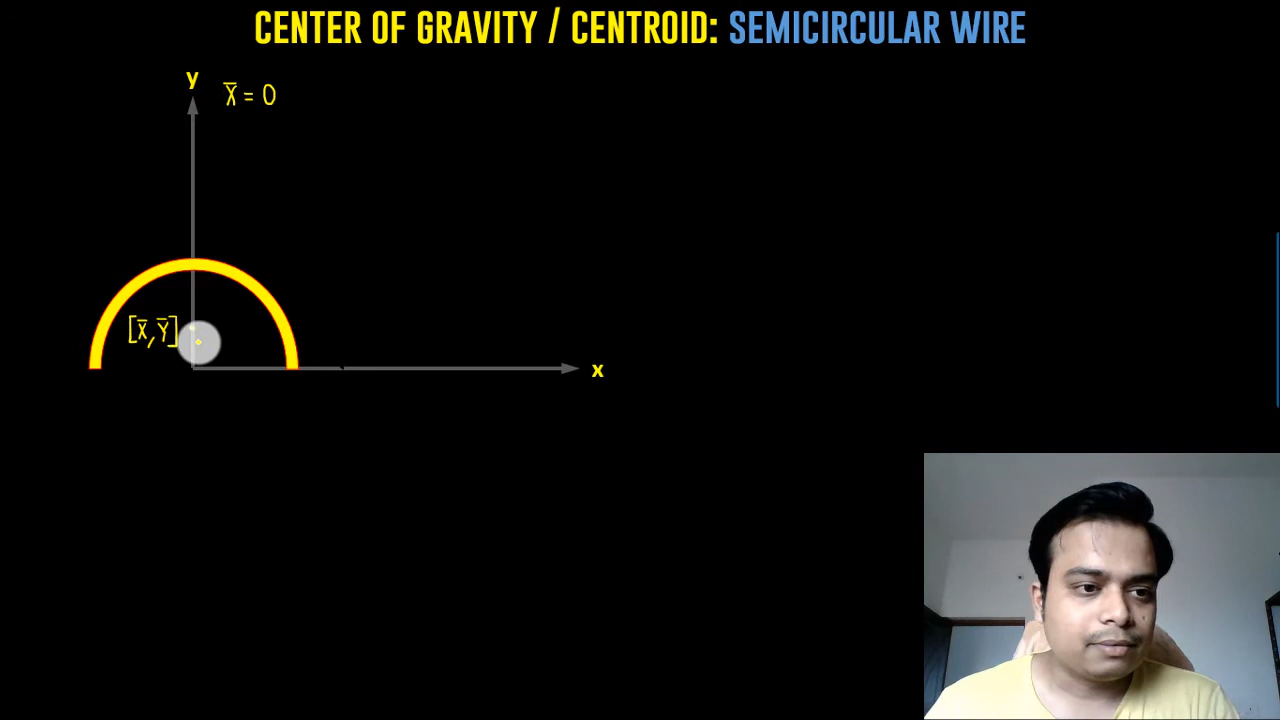 CENTER OF GRAVITY / CENTROID: SEMICIRCULAR WIRE
y
X̅ = 0
[X̅, Y̅]
x